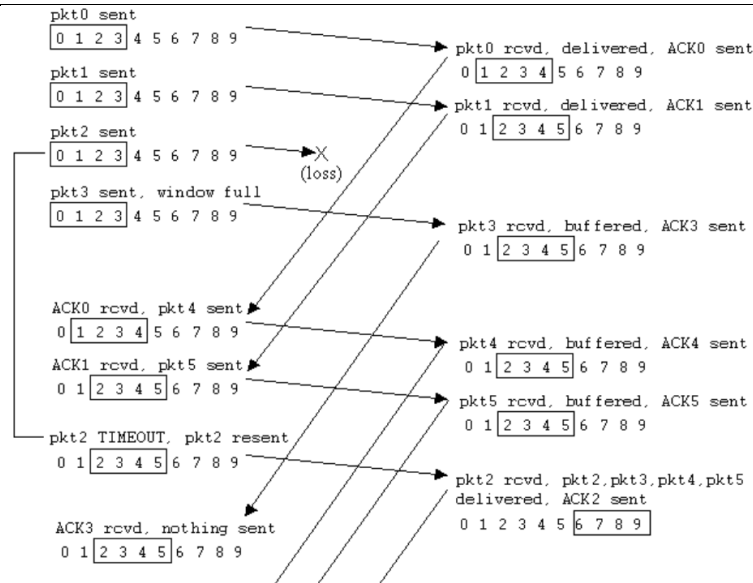 pkt0 sent
0 1 2 3 4 5 6 7 8 9
pkt1 sent
0 1 2 3 4 5 6 7 8 9
pkt2 sent
0 1 2 3 4 5 6 7 8 9
X
(loss)
pkt3 sent, window full
0 1 2 3 4 5 6 7 8 9
ACK0 rcvd, pkt4 sent
0 1 2 3 4 5 6 7 8 9
ACK1 rcvd, pkt5 sent
0 1 2 3 4 5 6 7 8 9
pkt2 TIMEOUT, pkt2 resent
0 1 2 3 4 5 6 7 8 9
ACK3 rcvd, nothing sent
0 1 2 3 4 5 6 7 8 9
pkt0 rcvd, delivered, ACK0 sent
0 1 2 3 4 5 6 7 8 9
pkt1 rcvd, delivered, ACK1 sent
0 1 2 3 4 5 6 7 8 9
pkt3 rcvd, buffered, ACK3 sent
0 1 2 3 4 5 6 7 8 9
pkt4 rcvd, buffered, ACK4 sent
0 1 2 3 4 5 6 7 8 9
pkt5 rcvd, buffered, ACK5 sent
0 1 2 3 4 5 6 7 8 9
pkt2 rcvd, pkt2,pkt3,pkt4,pkt5
delivered, ACK2 sent
0 1 2 3 4 5 6 7 8 9